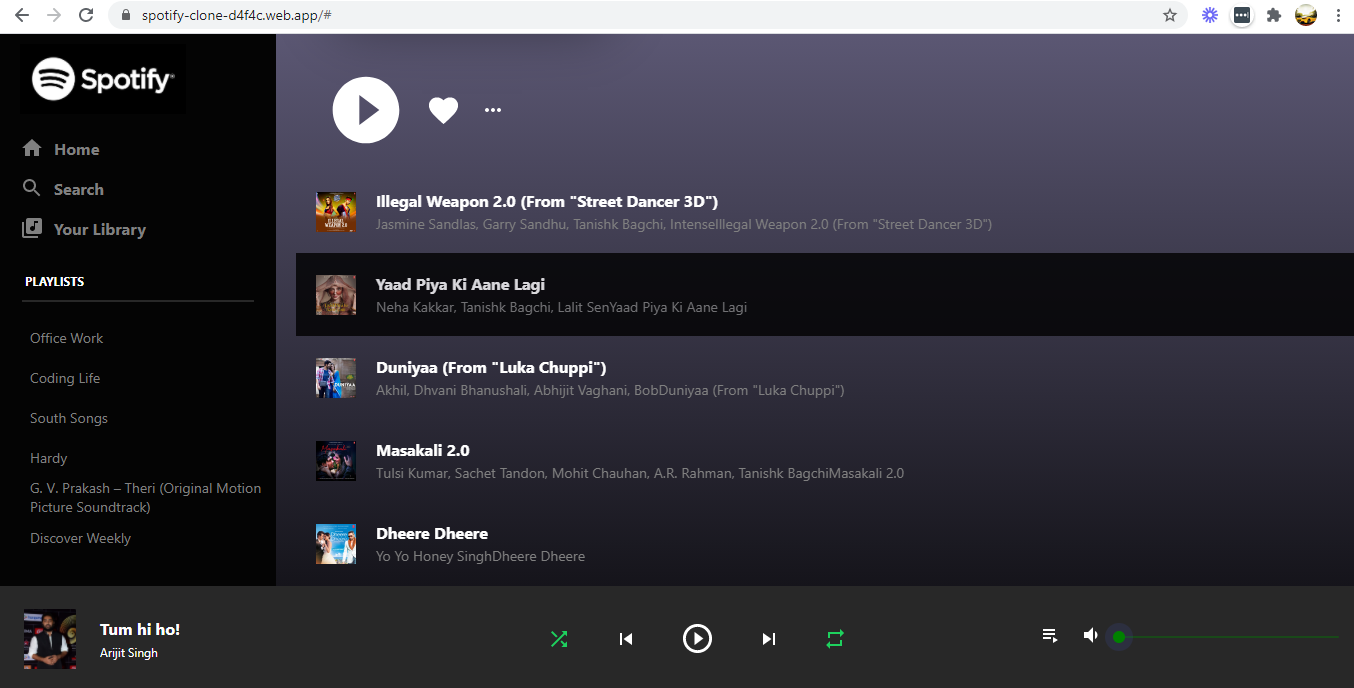 spotify-clone-d4f4c.web.app/#
Spotify®
Home
Search
Your Library
PLAYLISTS
Office Work
Coding Life
South Songs
Hardy
G. V. Prakash – Theri (Original Motion
Picture Soundtrack)
Discover Weekly
Illegal Weapon 2.0 (From "Street Dancer 3D")
Jasmine Sandlas, Garry Sandhu, Tanishk Bagchi, IntenseIllegal Weapon 2.0 (From "Street Dancer 3D")
Yaad Piya Ki Aane Lagi
Neha Kakkar, Tanishk Bagchi, Lalit SenYaad Piya Ki Aane Lagi
Duniyaa (From "Luka Chuppi")
Akhil, Dhvani Bhanushali, Abhijit Vaghani, BobDuniyaa (From "Luka Chuppi")
Masakali 2.0
Tulsi Kumar, Sachet Tandon, Mohit Chauhan, A.R. Rahman, Tanishk BagchiMasakali 2.0
Dheere Dheere
Yo Yo Honey SinghDheere Dheere
Tum hi ho!
Arijit Singh